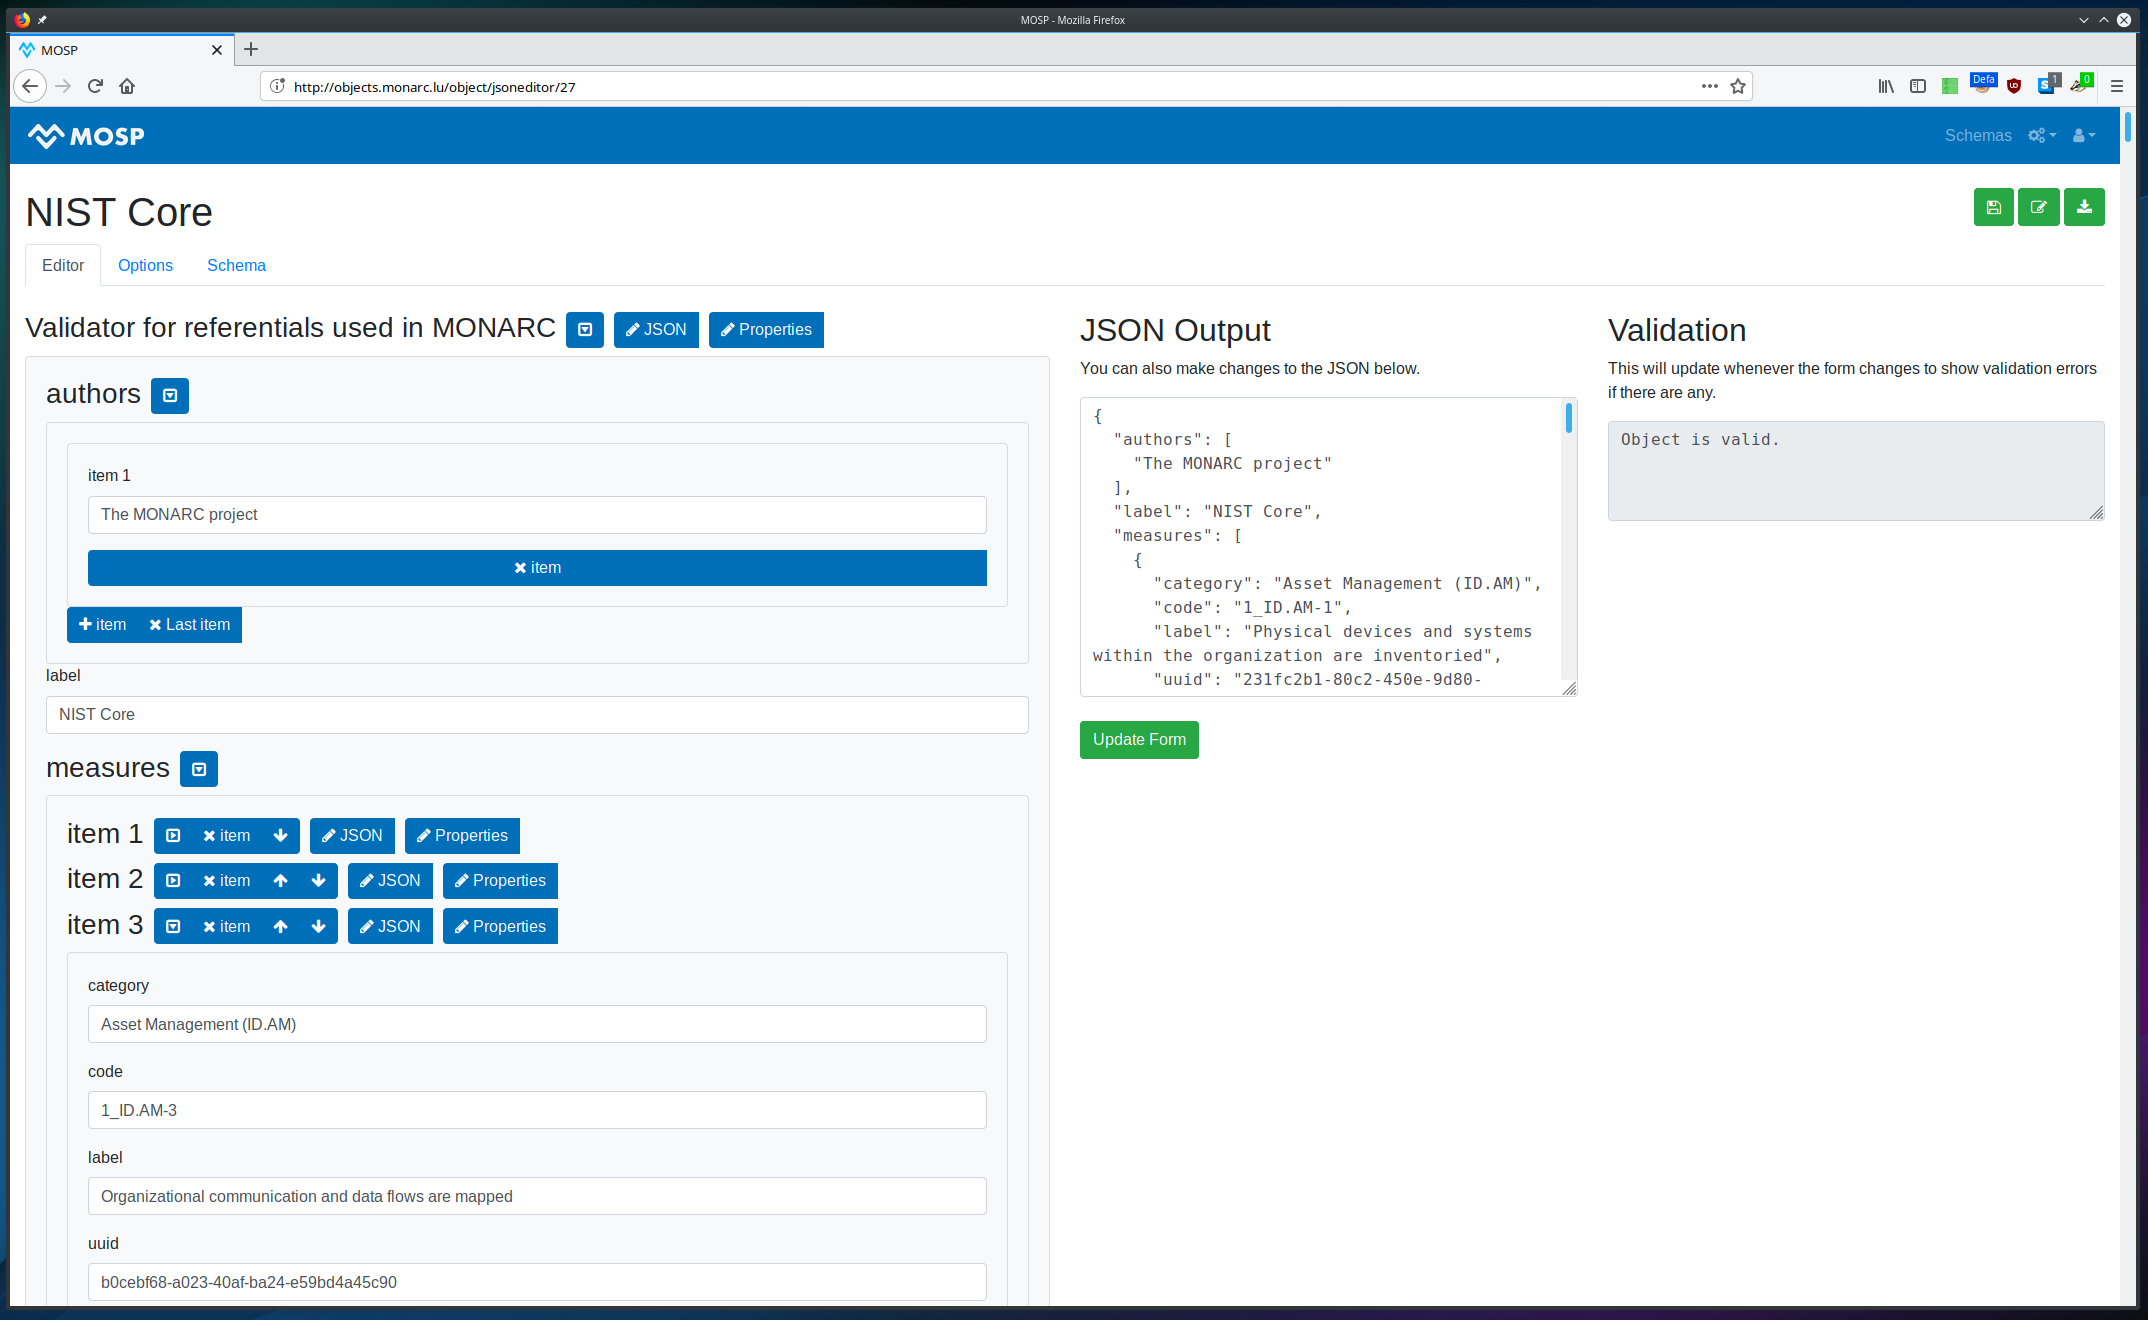 MOSP - Mozilla Firefox
MOSP
http://objects.monarc.lu/object/jsoneditor/27
Defa
1
0
MOSP
Schemas
NIST Core
Editor
Options
Schema
Validator for referentials used in MONARC
JSON
Properties
authors
item 1
The MONARC project
item
item
Last item
label
NIST Core
measures
item 1
item
JSON
Properties
item 2
item
JSON
Properties
item 3
item
JSON
Properties
category
Asset Management (ID.AM)
code
1_ID.AM-3
label
Organizational communication and data flows are mapped
uuid
b0cebf68-a023-40af-ba24-e59bd4a45c90
JSON Output
You can also make changes to the JSON below.
{
"authors": [
"The MONARC project"
],
"label": "NIST Core",
"measures": [
{
"category": "Asset Management (ID.AM)",
"code": "1_ID.AM-1",
"label": "Physical devices and systems
within the organization are inventoried",
"uuid": "231fc2b1-80c2-450e-9d80-
Update Form
Validation
This will update whenever the form changes to show validation errors
if there are any.
Object is valid.